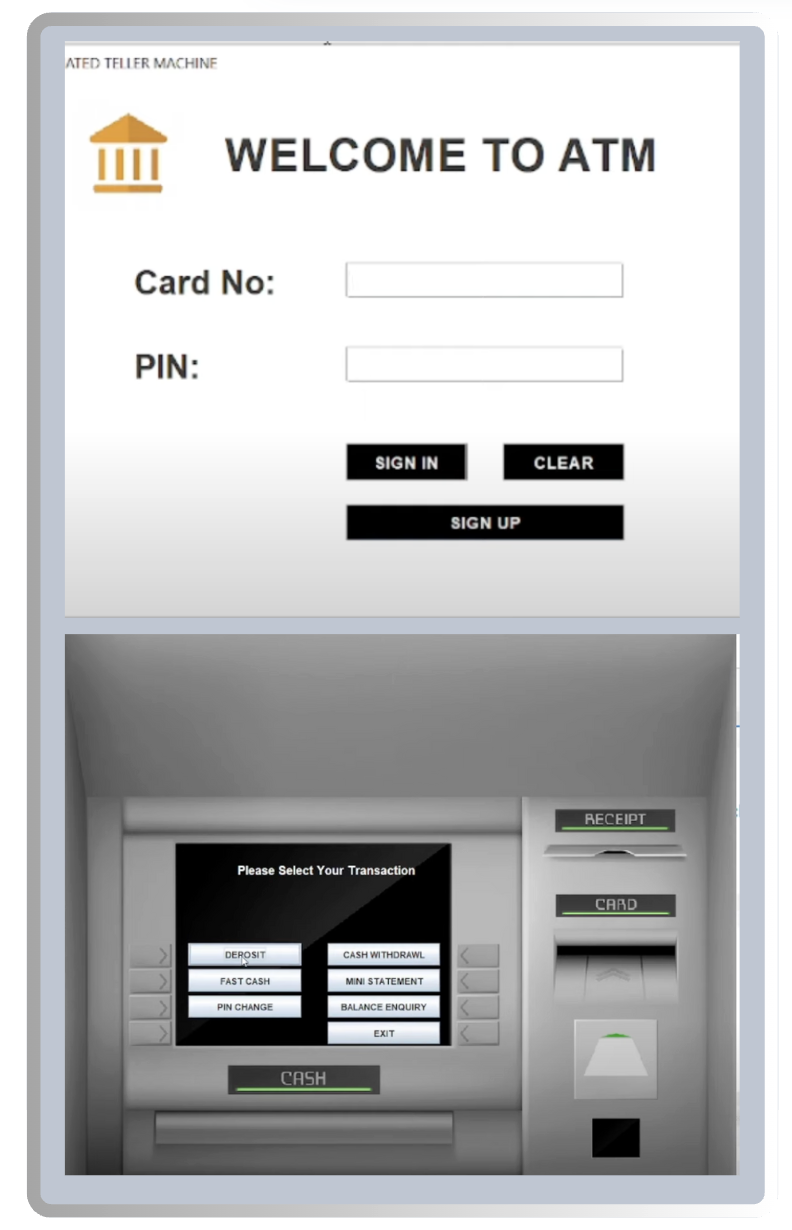 ATED TELLER MACHINE
WELCOME TO ATM
Card No:
PIN:
SIGN IN CLEAR
SIGN UP
RECEIPT
Please Select Your Transaction
CARD
DEPOSIT CASH WITHDRAWL
FAST CASH MINI STATEMENT
PIN CHANGE BALANCE ENQUIRY
EXIT
CASH